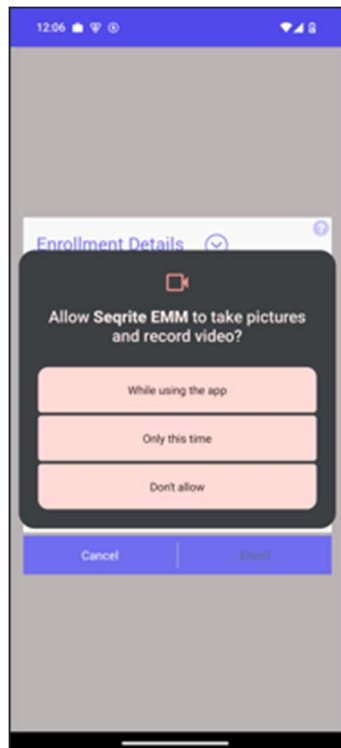 12:06
Enrollment Details
Allow Seqrite EMM to take pictures
and record video?
While using the app
Only this time
Don't allow
Cancel
Enroll